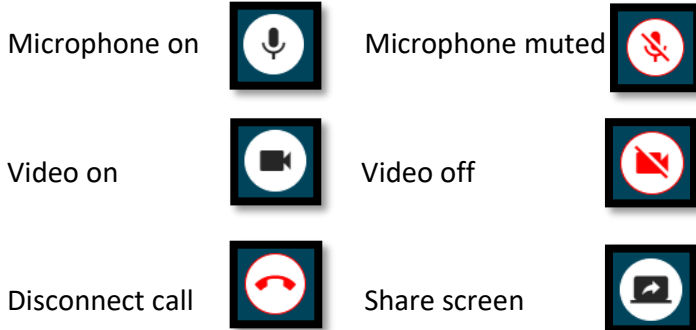 Microphone on Microphone muted
Video on Video off
Disconnect call Share screen